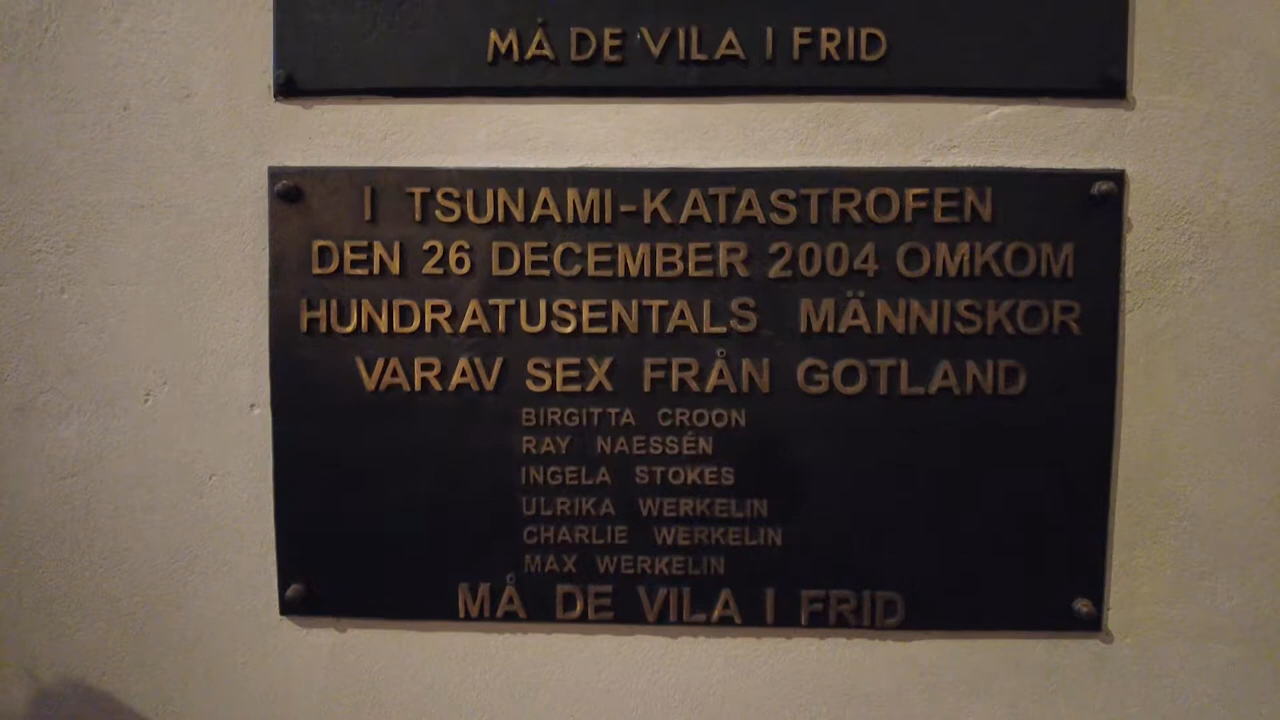 MÅ DE VILA I FRID
I TSUNAMI-KATASTROFEN
DEN 26 DECEMBER 2004 OMKOM
HUNDRATUSENTALS MÄNNISKOR
VARAV SEX FRÅN GOTLAND
BIRGITTA CROON
RAY NAESSÉN
INGELA STOKES
ULRIKA WERKELIN
CHARLIE WERKELIN
MAX WERKELIN
MÅ DE VILA I FRID